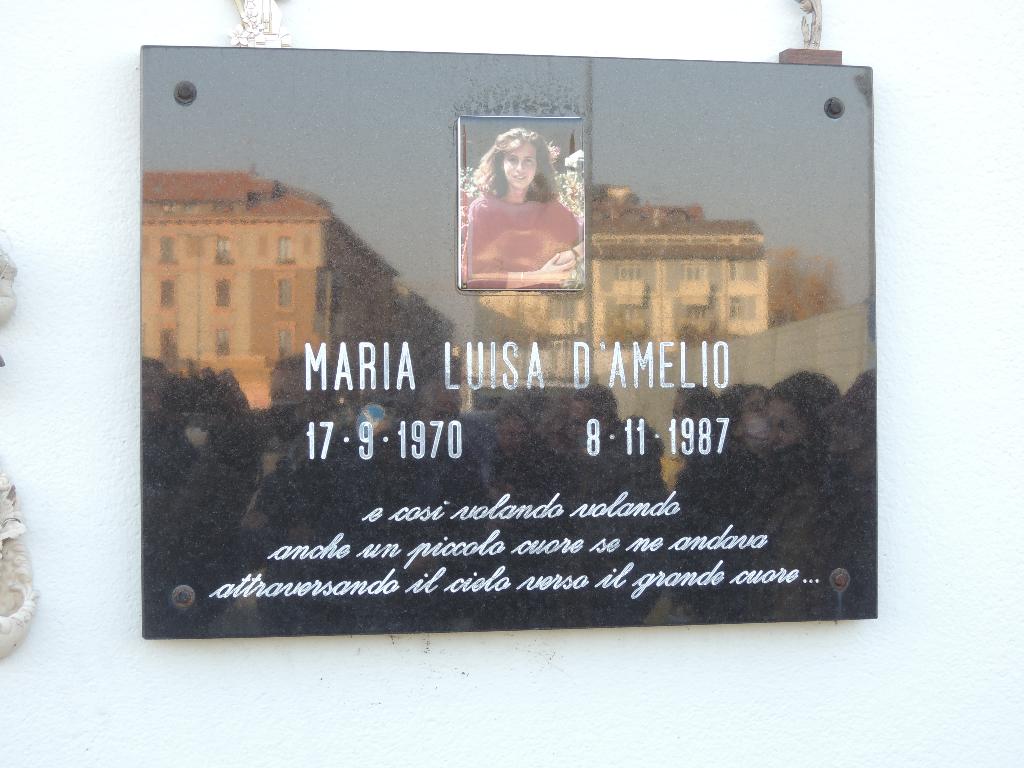 MARIA LUISA D'AMELIO
17·9·1970 8·11·1987
e cosi volando volando
anche un piccolo cuore se ne andava
attraversando il cielo verso il grande cuore...